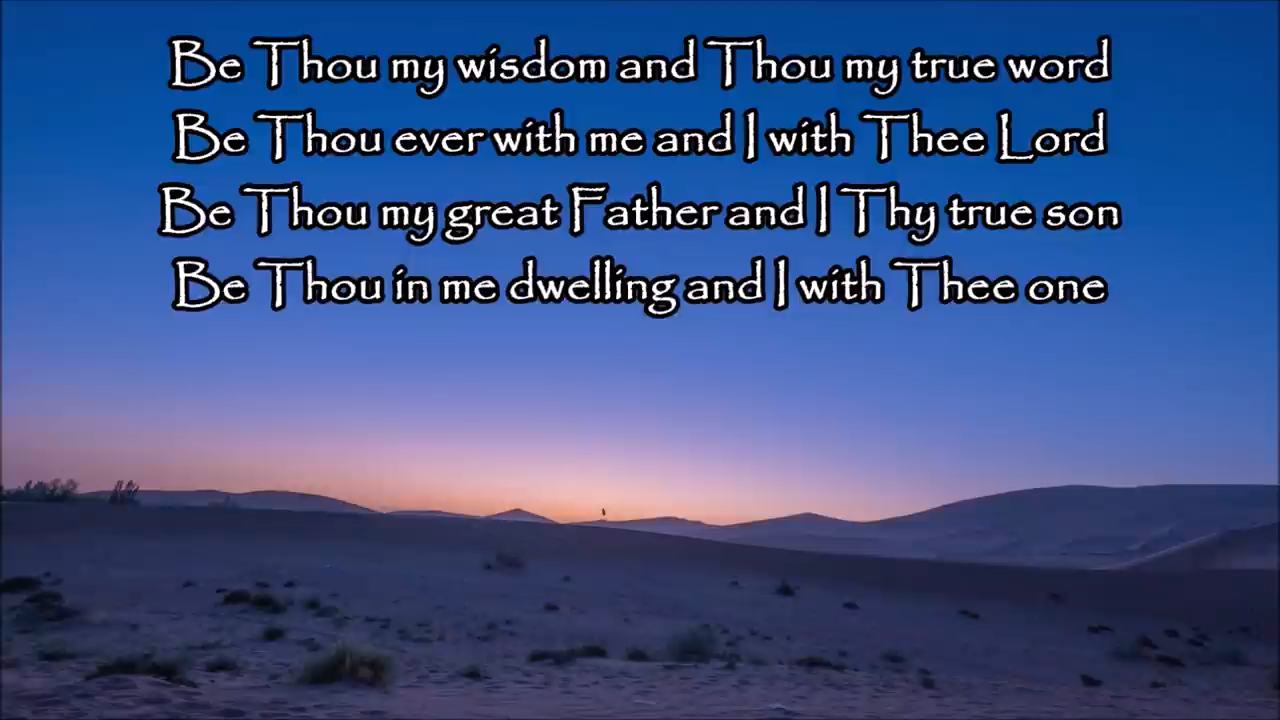 Be Thou my wisdom and Thou my true word
Be Thou ever with me and I with Thee Lord
Be Thou my great Father and I Thy true son
Be Thou in me dwelling and I with Thee one